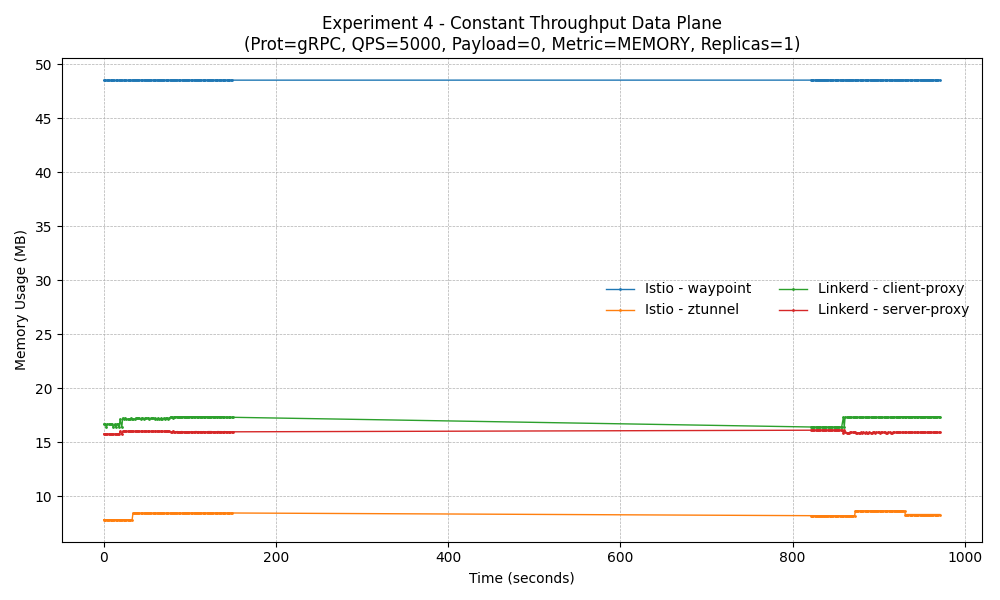 Experiment 4 - Constant Throughput Data Plane
(Prot=gRPC, QPS=5000, Payload=0, Metric=MEMORY, Replicas=1)
Memory Usage (MB)
50
45
40
35
30
25
20
15
10
Istio - waypoint
Istio - ztunnel
Linkerd - client-proxy
Linkerd - server-proxy
0
200
400
600
800
1000
Time (seconds)